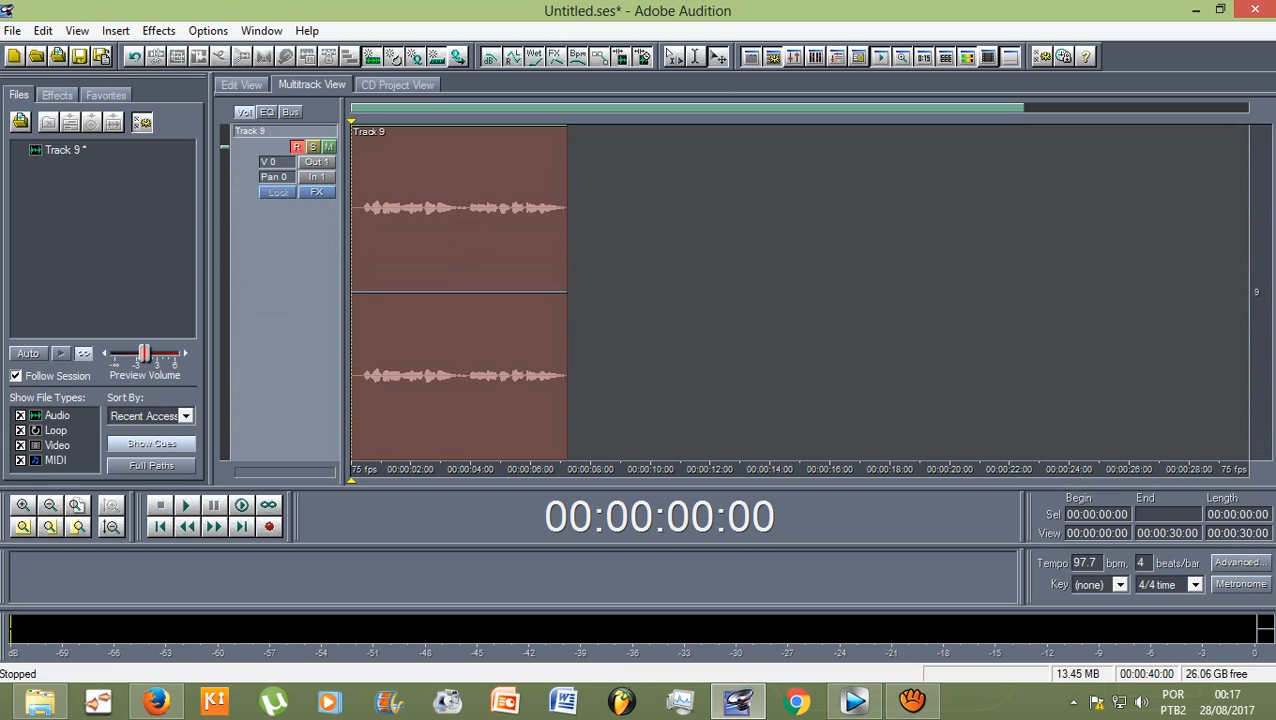 Untitled.ses* - Adobe Audition
File Edit View Insert Effects Options Window Help
Files Effects Favorites
Edit View Multitrack View CD Project View
Vol EQ Bus
Track 9
R S M
V 0 Out 1
Pan 0 In 1
Lock FX
Track 9
Track 9 *
9
Auto
-∞ -3 3 6
Follow Session Preview Volume
Show File Types: Sort By:
Audio Recent Access
Loop
Video Show Cues
MIDI Full Paths
75 fps 00:00:02:00 00:00:04:00 00:00:06:00 00:00:08:00 00:00:10:00 00:00:12:00 00:00:14:00 00:00:16:00 00:00:18:00 00:00:20:00 00:00:22:00 00:00:24:00 00:00:26:00 00:00:28:00 75 fps
00:00:00:00
Begin End Length
Sel 00:00:00:00 00:00:00:00
View 00:00:00:00 00:00:30:00 00:00:30:00
Tempo 97.7 bpm, 4 beats/bar Advanced...
Key (none) 4/4 time Metronome
dB -69 -66 -63 -60 -57 -54 -51 -48 -45 -42 -39 -36 -33 -30 -27 -24 -21 -18 -15 -12 -9 -6 -3 0
Stopped 13.45 MB 00:00:40:00 26.06 GB free
POR 00:17
PTB2 28/08/2017